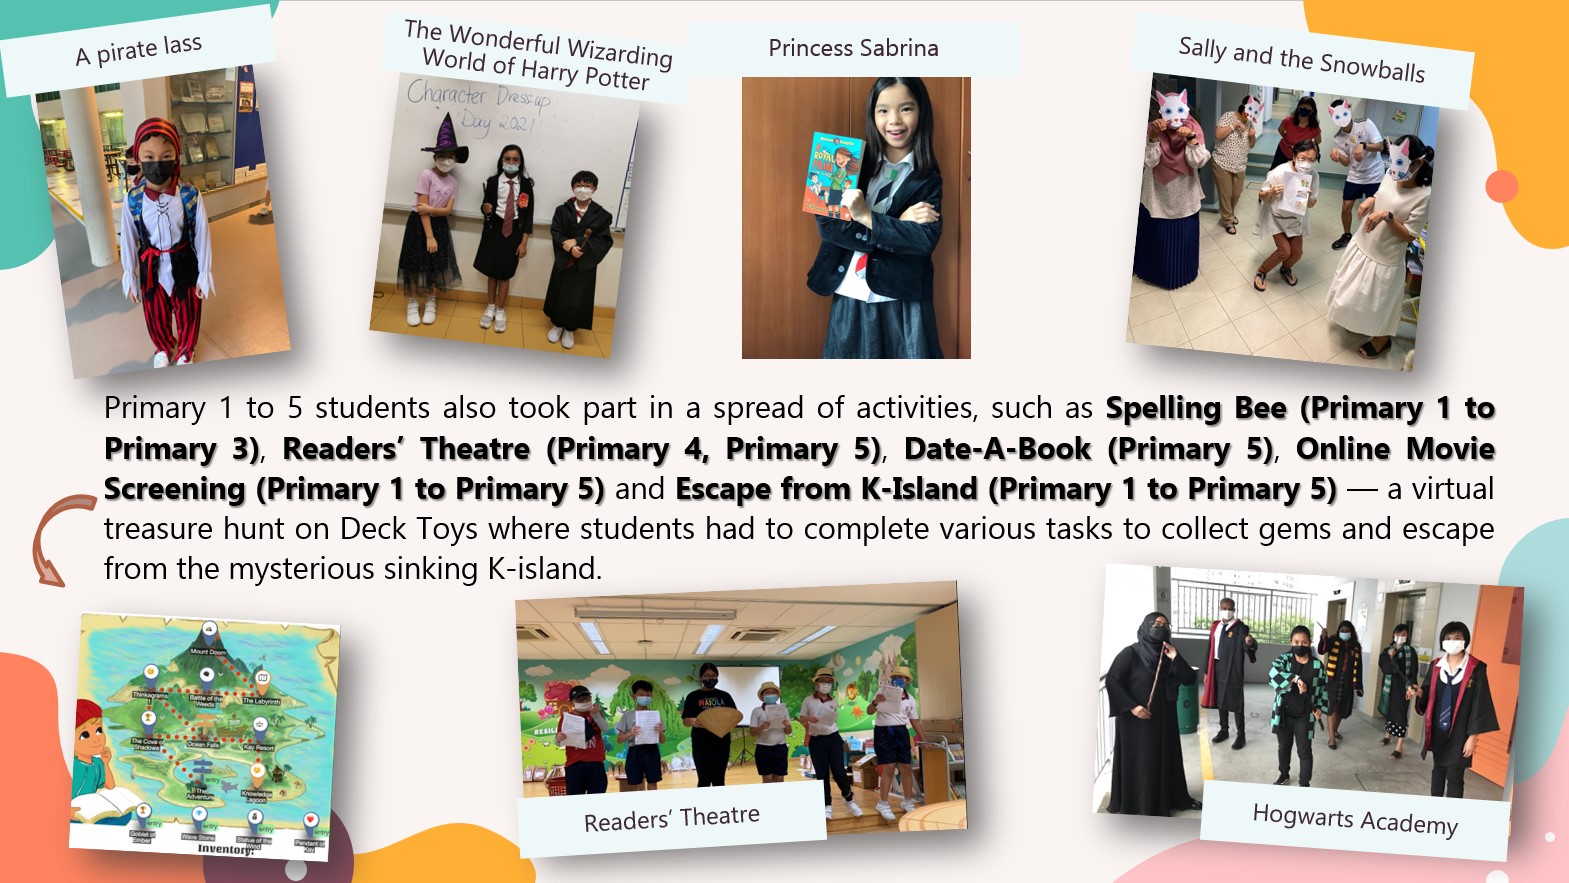 A pirate lass
The Wonderful Wizarding
World of Harry Potter
Princess Sabrina
Sally and the Snowballs
Character Dress-up
Day 2021
Primary 1 to 5 students also took part in a spread of activities, such as Spelling Bee (Primary 1 to
Primary 3), Readers’ Theatre (Primary 4, Primary 5), Date-A-Book (Primary 5), Online Movie
Screening (Primary 1 to Primary 5) and Escape from K-Island (Primary 1 to Primary 5) — a virtual
treasure hunt on Deck Toys where students had to complete various tasks to collect gems and escape
from the mysterious sinking K-island.
Mount Doom
Thinkagrams
Battle of the
Weeds
The Labyrinth
The Cove of
Shadows
Ocean Falls
Kay Resort
The
Adventure
Knowledge
Lagoon
Goblet of
Ember
Wave Stone
Statue of the
Wind
Pendant of
Kay
Inventory:
Readers’ Theatre
Hogwarts Academy